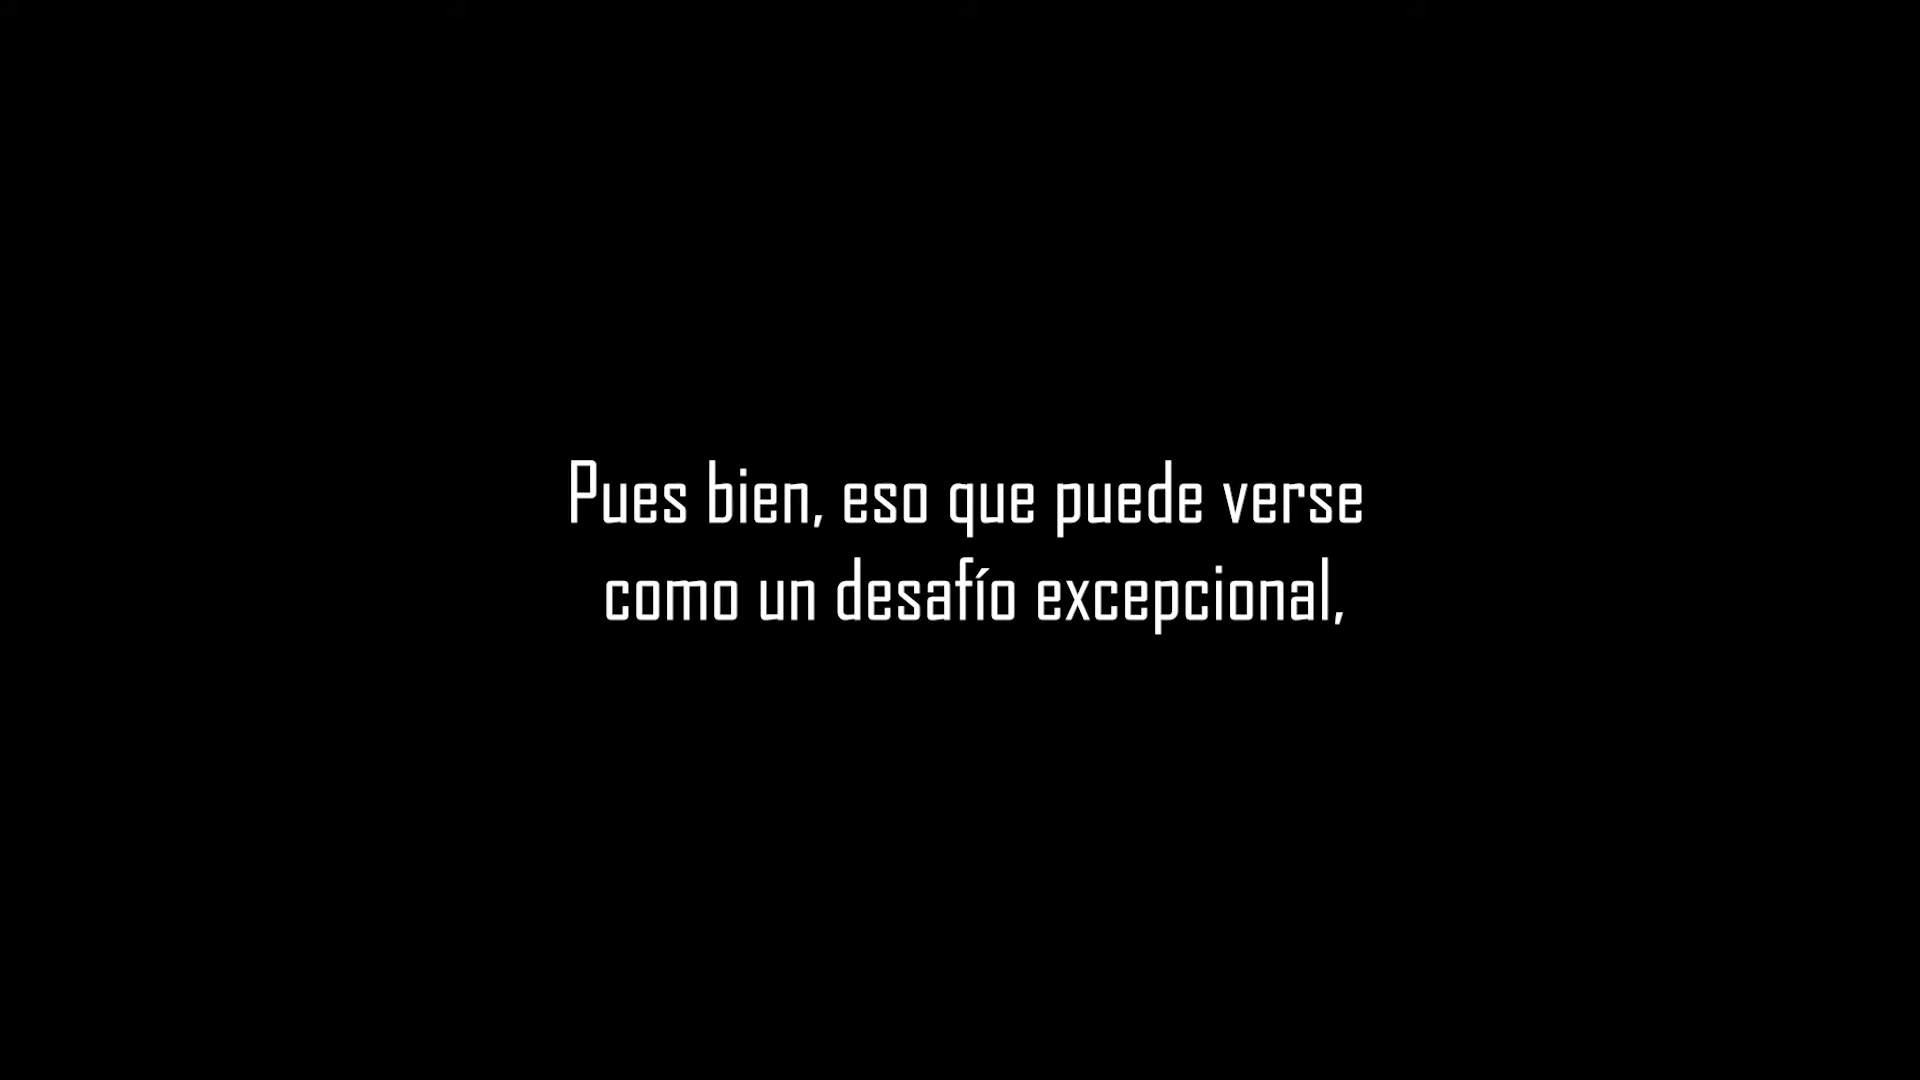 Pues bien, eso que puede verse
como un desafío excepcional,